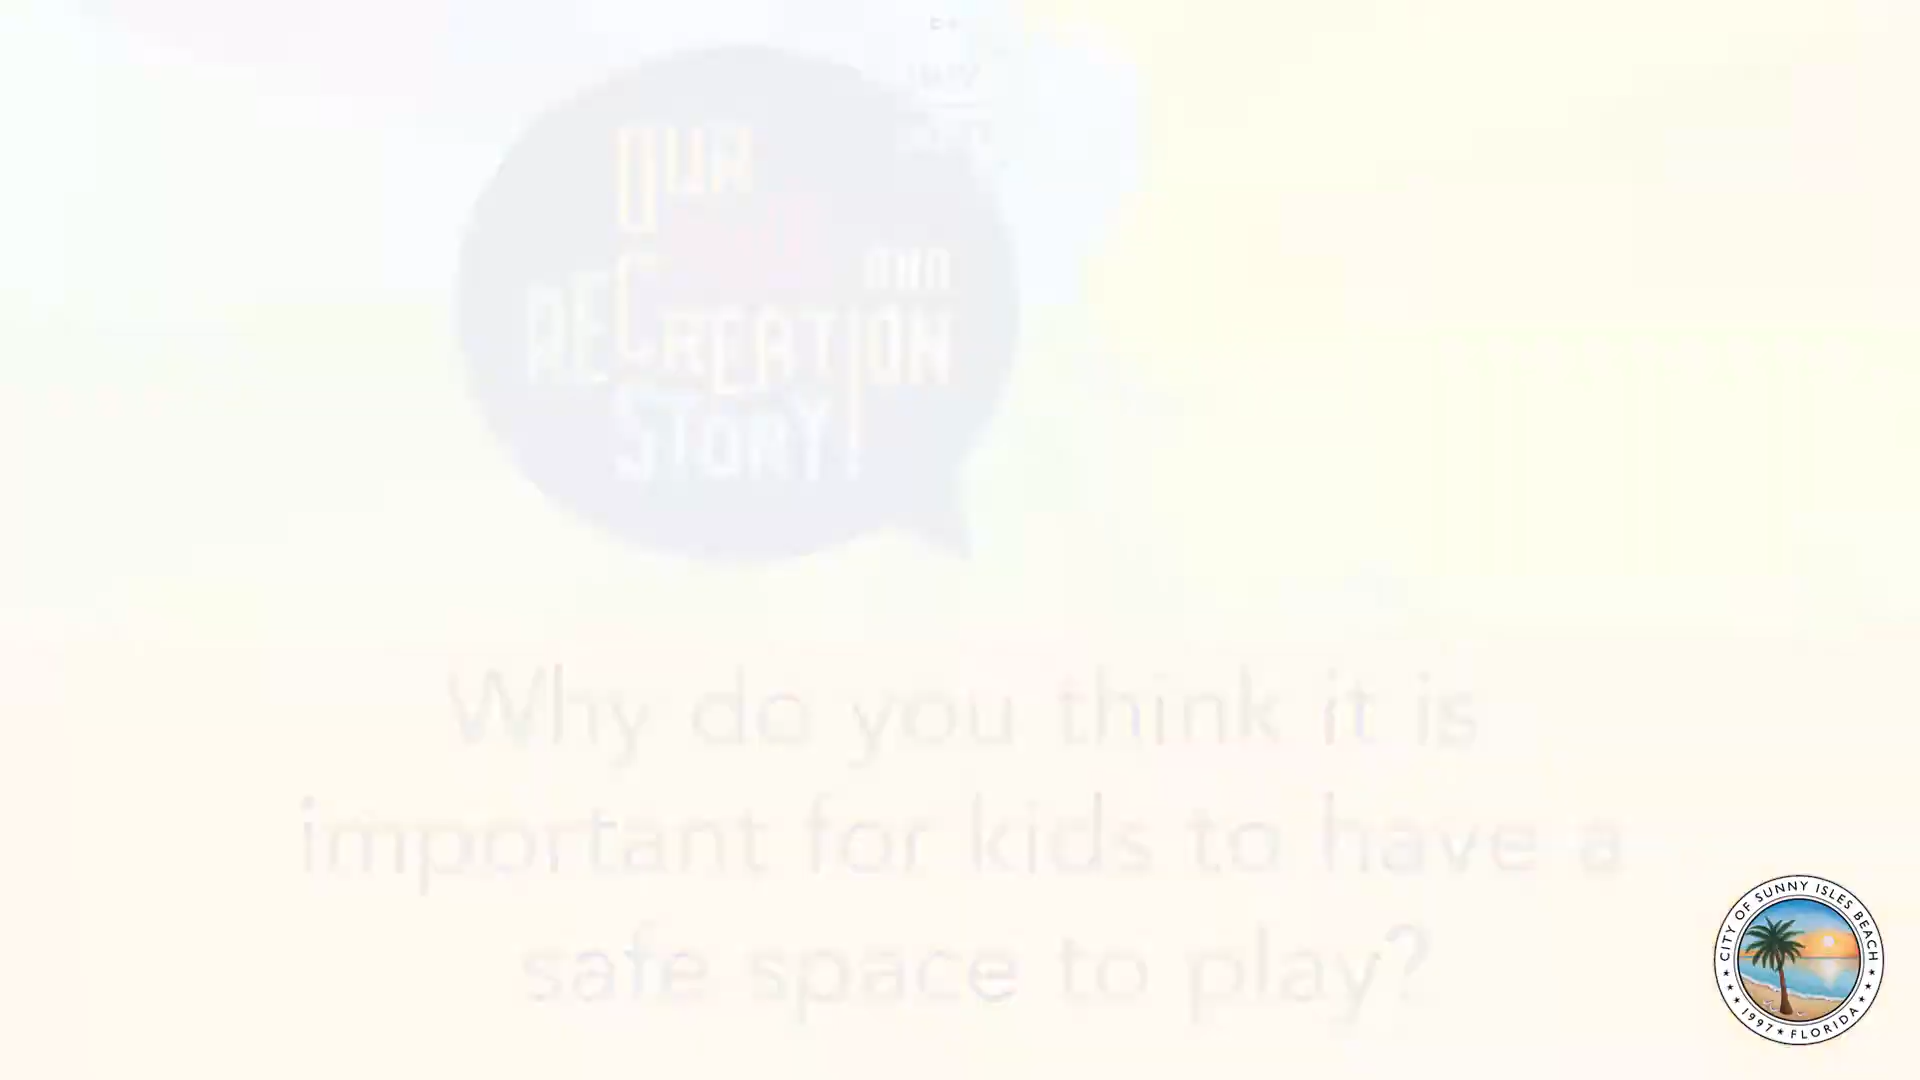 OUR
OWN
RECREATION
STORY!
Why do you think it is
important for kids to have a
safe space to play?
CITY OF SUNNY ISLES BEACH
1997 ★ FLORIDA